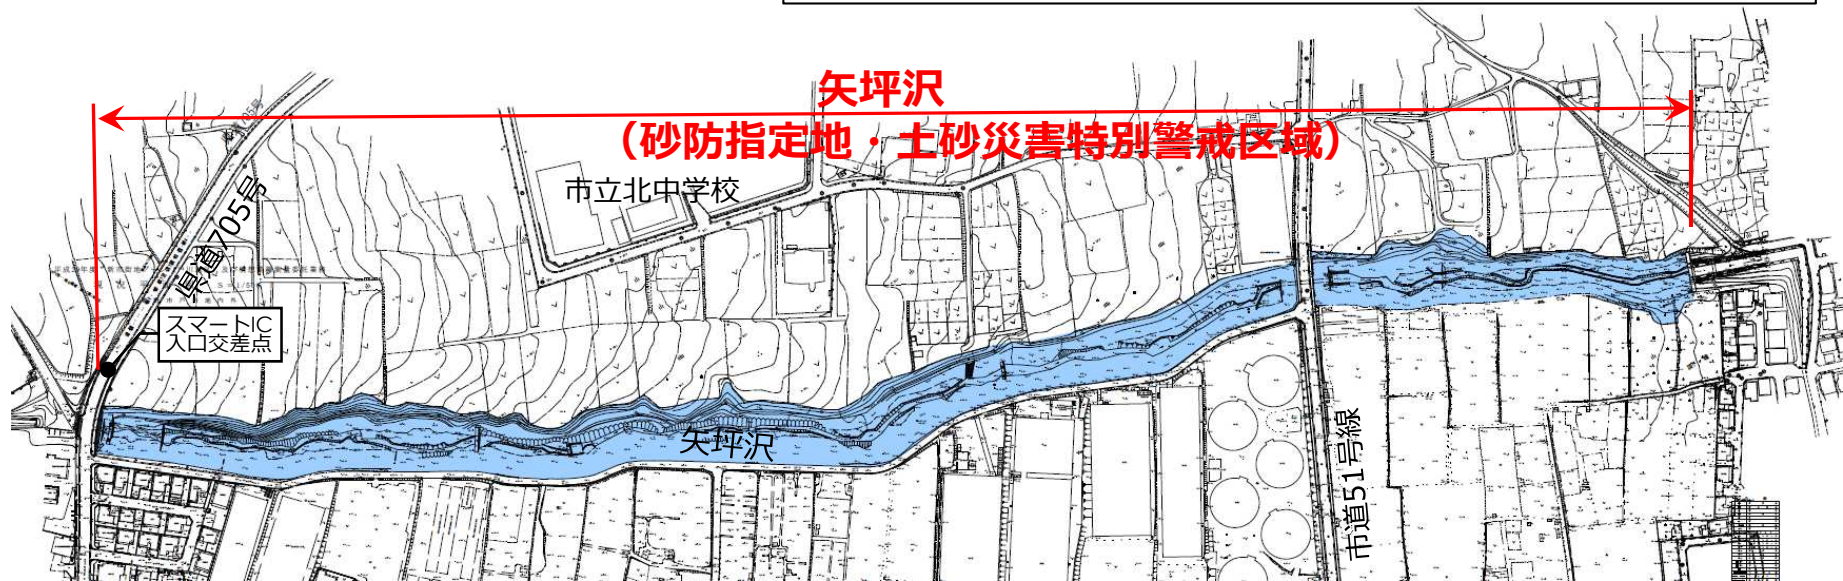 矢坪沢
（砂防指定地・土砂災害特別警戒区域）
市立北中学校
県道705号
スマートIC
入口交差点
矢坪沢
市道51号線